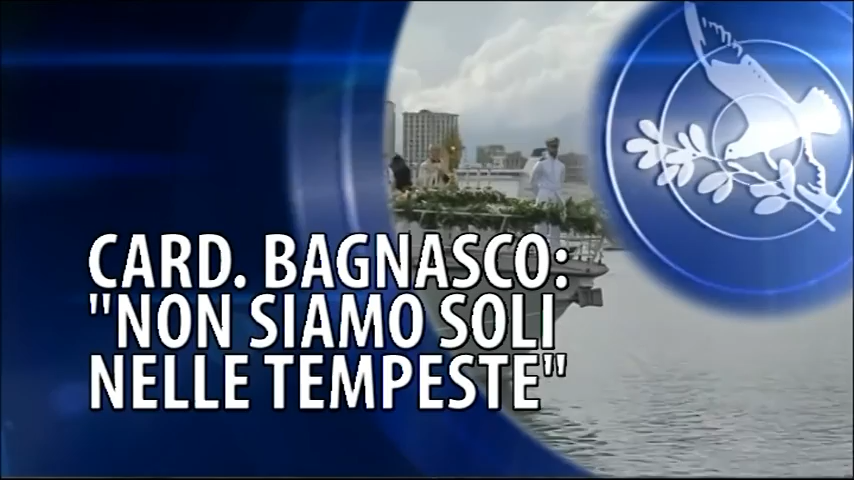 CARD. BAGNASCO:
"NON SIAMO SOLI
NELLE TEMPESTE"